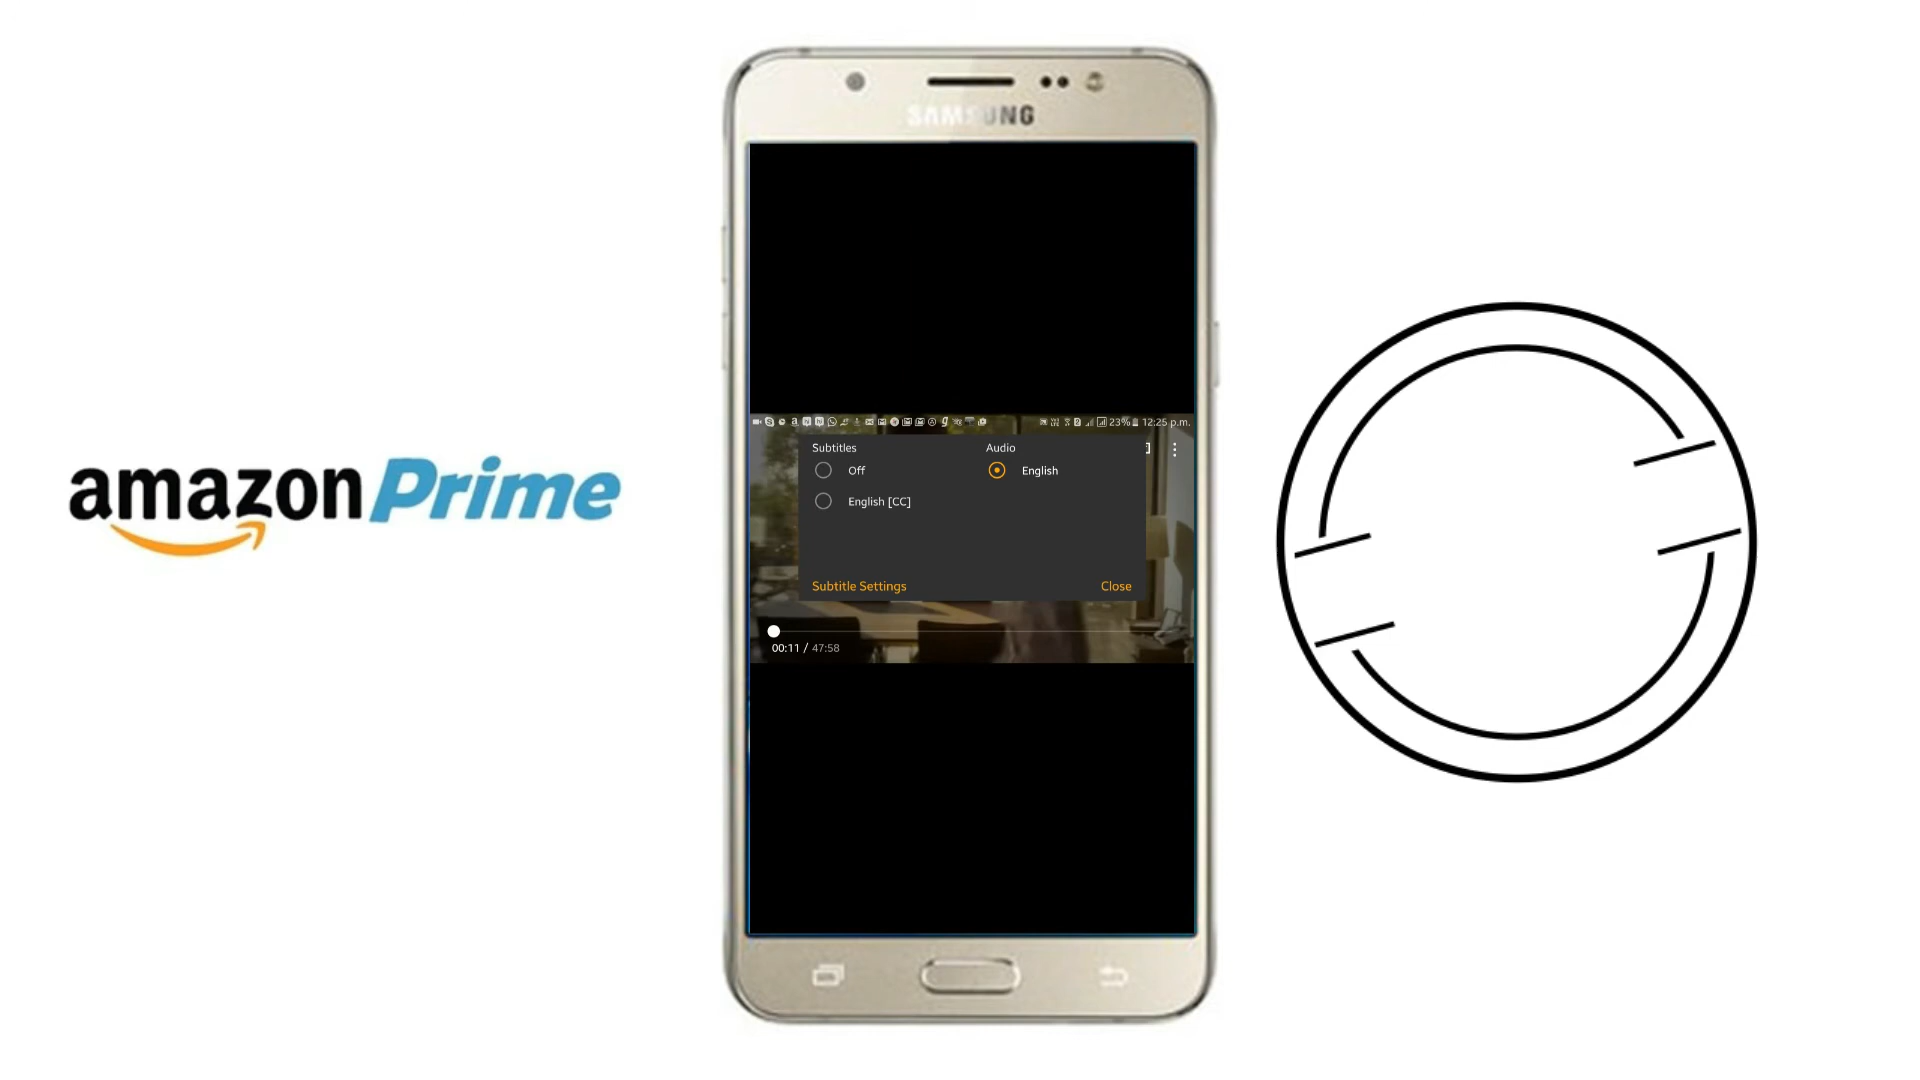 SAMSUNG
23% 12:25 p.m.
Subtitles
Audio
Off
English
English [CC]
Subtitle Settings
Close
00:11 / 47:58
amazon Prime